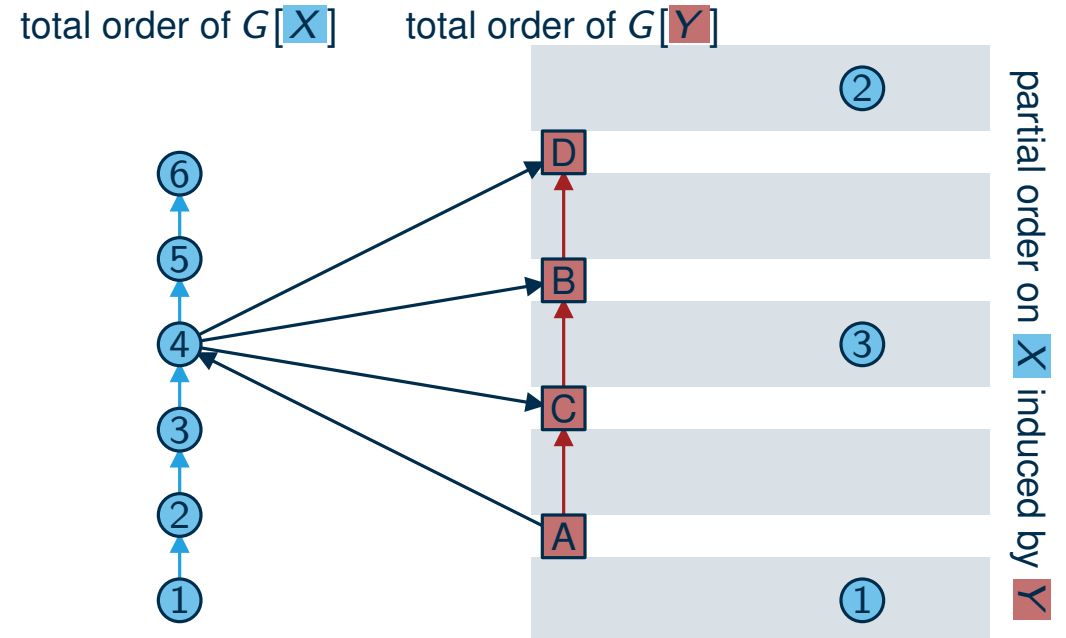 total order of G[X]
total order of G[Y]
partial order on X induced by Y
6
5
4
3
2
1
D
B
C
A
2
3
1